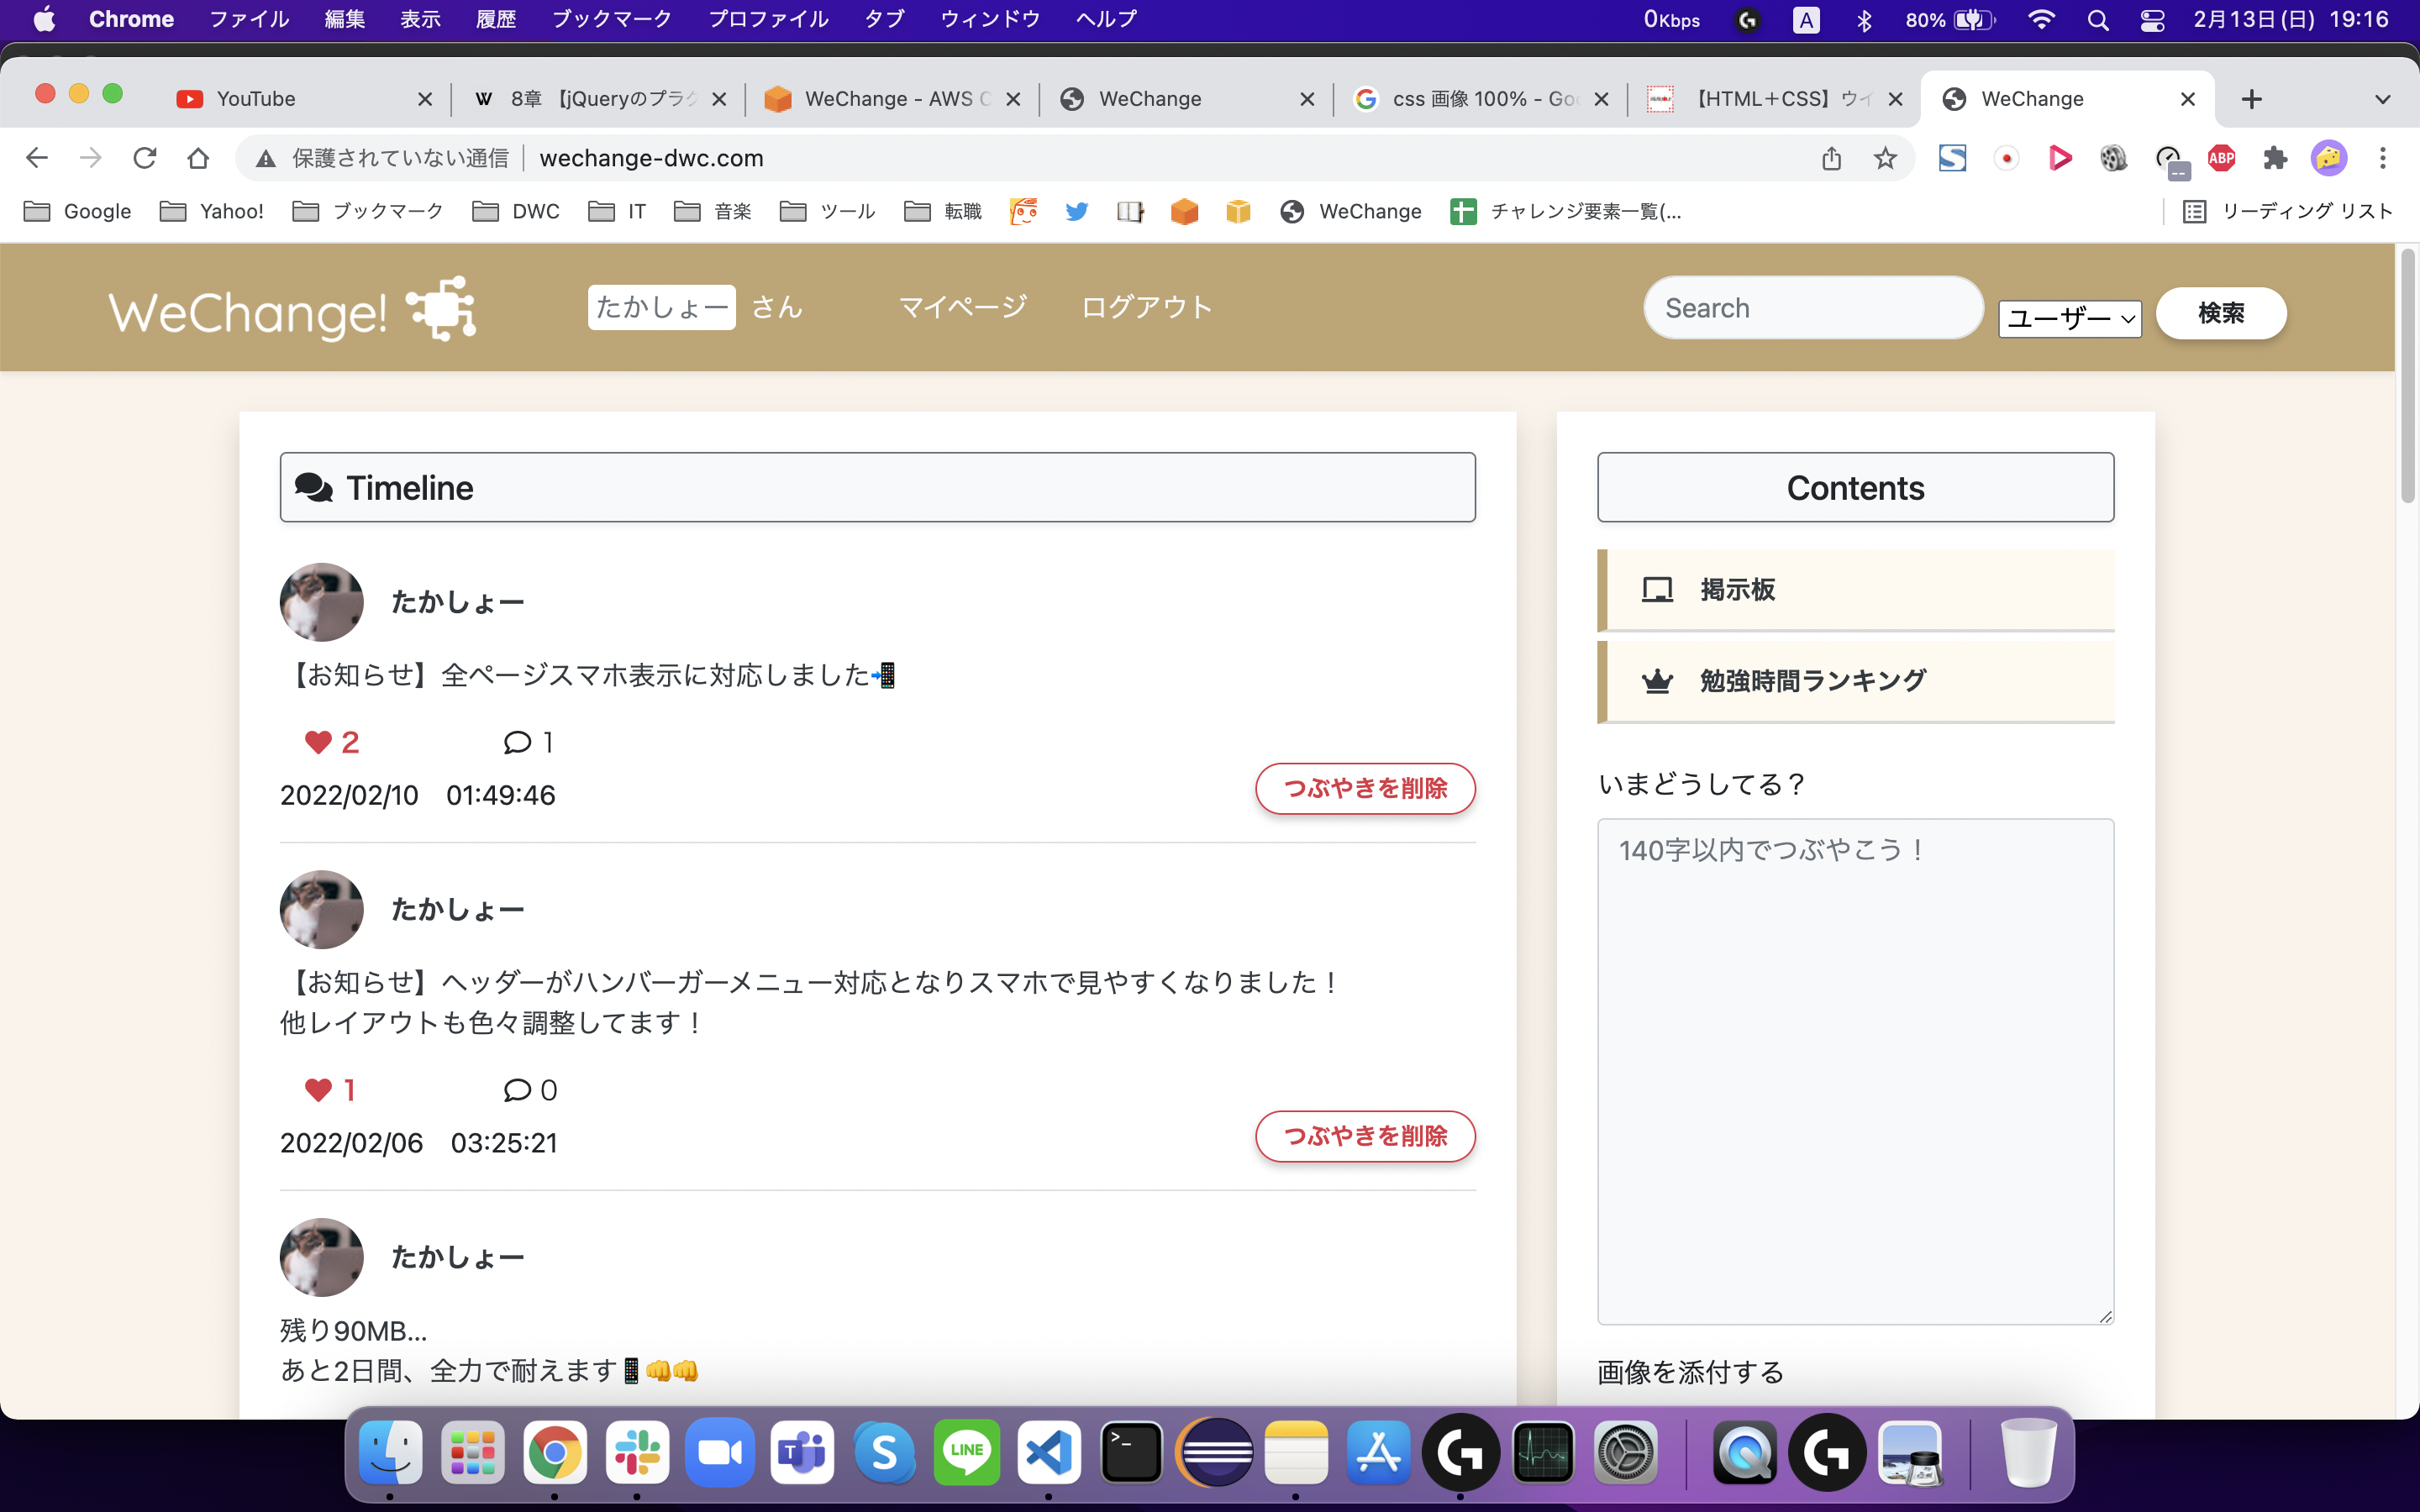 Chrome ファイル 編集 表示 履歴 ブックマーク プロファイル タブ ウィンドウ ヘルプ 0Kbps A 80% 2月13日(日) 19:16
YouTube 8章 【jQueryのプラグ WeChange - AWS C WeChange css 画像 100% - Goo 【HTML＋CSS】ウィ WeChange
保護されていない通信 wechange-dwc.com ABP
Google Yahoo! ブックマーク DWC IT 音楽 ツール 転職 WeChange チャレンジ要素一覧(... リーディング リスト
WeChange! たかしょー さん マイページ ログアウト Search ユーザー 検索
Timeline
たかしょー
【お知らせ】全ページスマホ表示に対応しました📲
2 1
2022/02/10 01:49:46
つぶやきを削除
たかしょー
【お知らせ】ヘッダーがハンバーガーメニュー対応となりスマホで見やすくなりました！
他レイアウトも色々調整してます！
1 0
2022/02/06 03:25:21
つぶやきを削除
たかしょー
残り90MB...
あと2日間、全力で耐えます📱👊👊
Contents
掲示板
勉強時間ランキング
いまどうしてる？
140字以内でつぶやこう！
画像を添付する
T S LINE >_